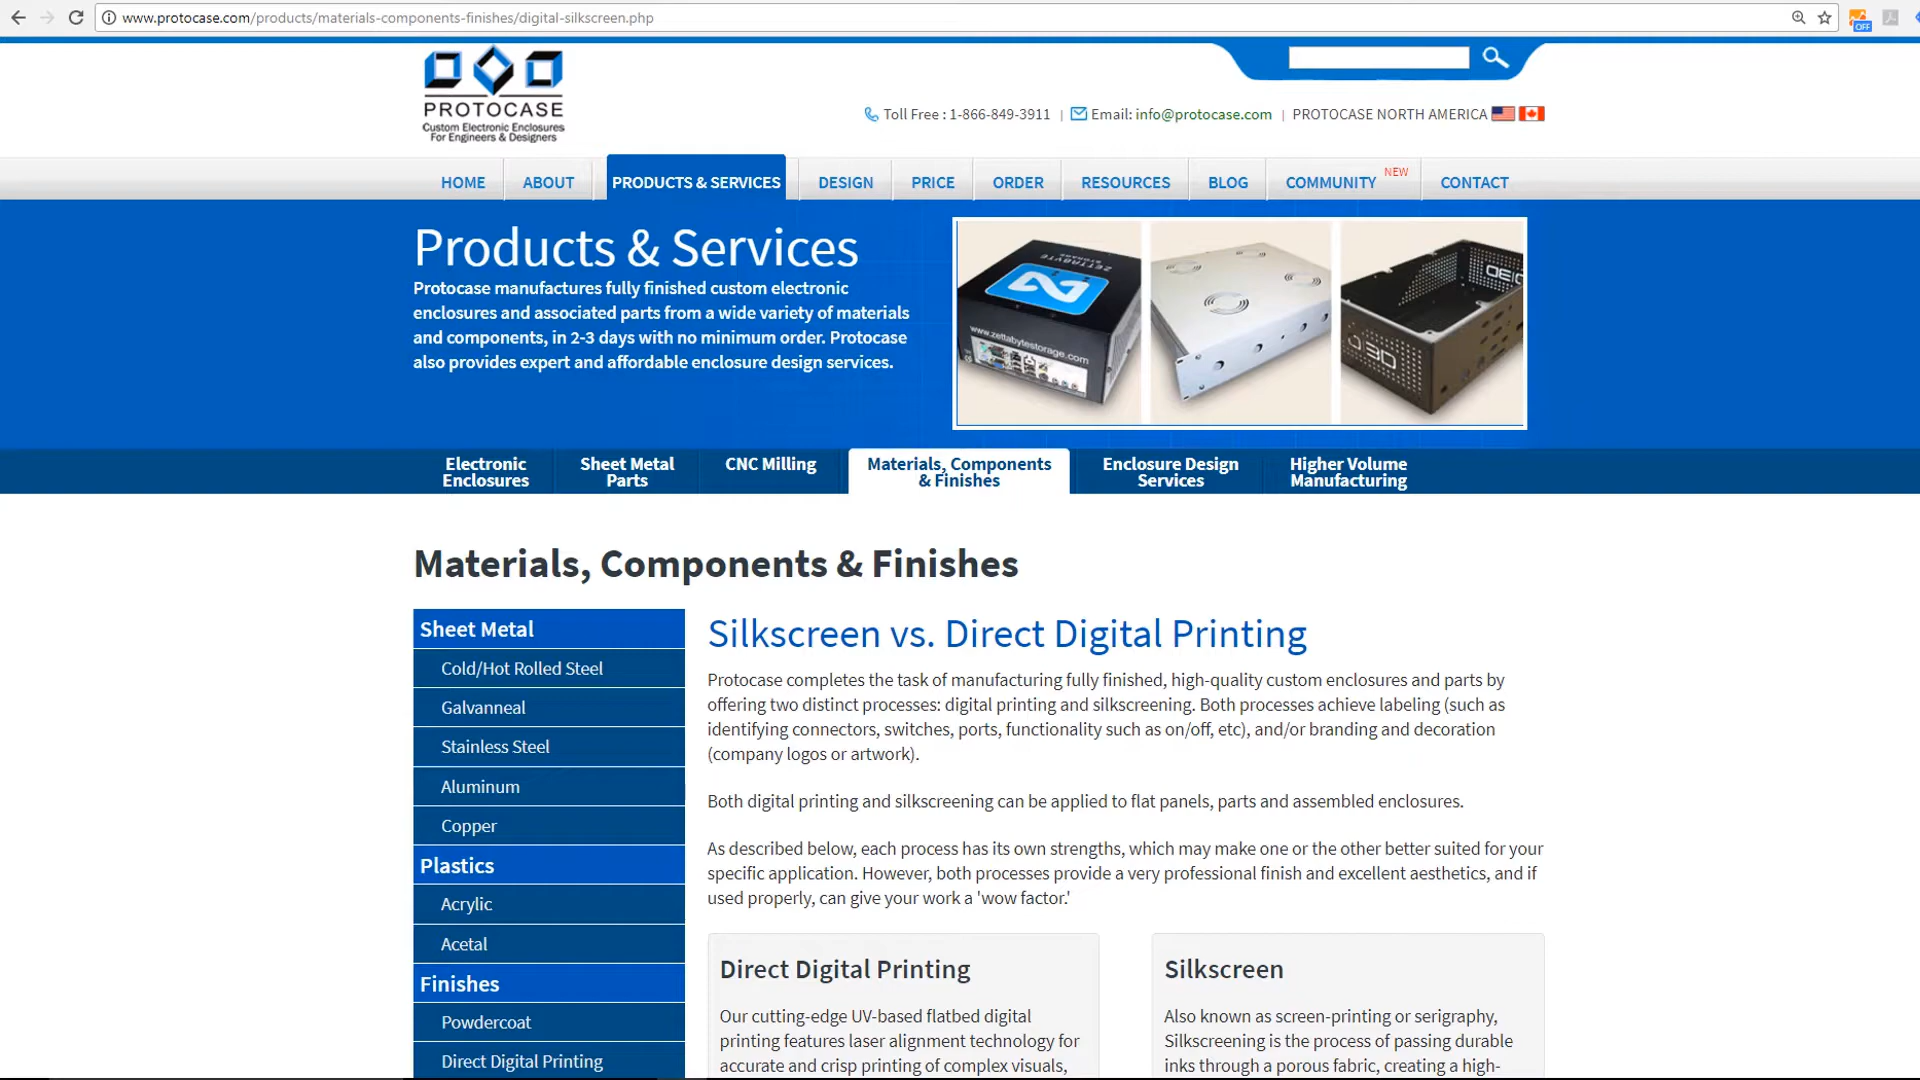 www.protocase.com/products/materials-components-finishes/digital-silkscreen.php
OFF
PROTOCASE
Custom Electronic Enclosures
For Engineers & Designers
Toll Free : 1-866-849-3911 | Email: info@protocase.com | PROTOCASE NORTH AMERICA
HOME ABOUT PRODUCTS & SERVICES DESIGN PRICE ORDER RESOURCES BLOG COMMUNITY NEW CONTACT
Products & Services
Protocase manufactures fully finished custom electronic
enclosures and associated parts from a wide variety of materials
and components, in 2-3 days with no minimum order. Protocase
also provides expert and affordable enclosure design services.
ZETTABYTE
STORAGE
www.zettabytestorage.com
3D
Electronic
Enclosures
Sheet Metal
Parts
CNC Milling
Materials, Components
& Finishes
Enclosure Design
Services
Higher Volume
Manufacturing
Materials, Components & Finishes
Sheet Metal
Cold/Hot Rolled Steel
Galvanneal
Stainless Steel
Aluminum
Copper
Plastics
Acrylic
Acetal
Finishes
Powdercoat
Direct Digital Printing
Silkscreen vs. Direct Digital Printing
Protocase completes the task of manufacturing fully finished, high-quality custom enclosures and parts by
offering two distinct processes: digital printing and silkscreening. Both processes achieve labeling (such as
identifying connectors, switches, ports, functionality such as on/off, etc), and/or branding and decoration
(company logos or artwork).
Both digital printing and silkscreening can be applied to flat panels, parts and assembled enclosures.
As described below, each process has its own strengths, which may make one or the other better suited for your
specific application. However, both processes provide a very professional finish and excellent aesthetics, and if
used properly, can give your work a 'wow factor.'
Direct Digital Printing
Our cutting-edge UV-based flatbed digital
printing features laser alignment technology for
accurate and crisp printing of complex visuals,
Silkscreen
Also known as screen-printing or serigraphy,
Silkscreening is the process of passing durable
inks through a porous fabric, creating a high-